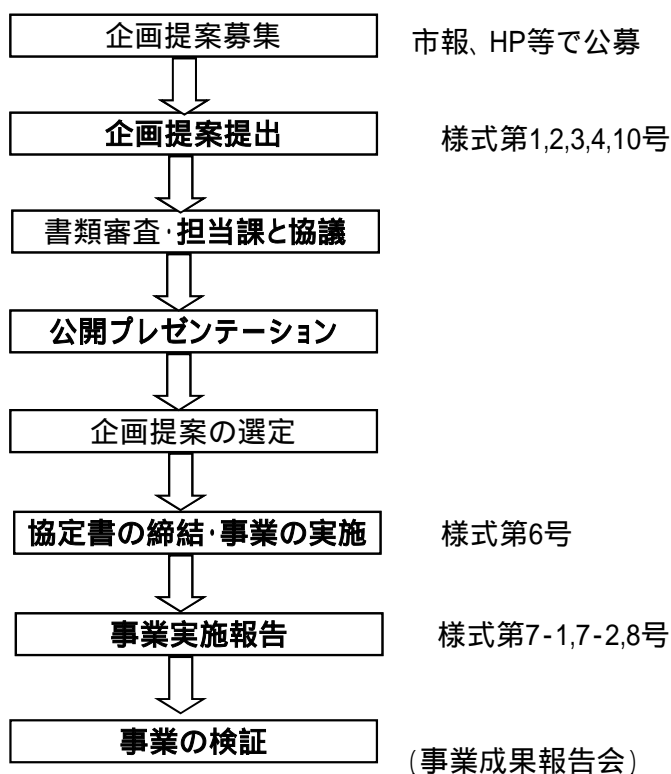 企画提案募集 市報、HP等で公募
企画提案提出 様式第1,2,3,4,10号
書類審査・担当課と協議
公開プレゼンテーション
企画提案の選定
協定書の締結・事業の実施 様式第6号
事業実施報告 様式第7-1,7-2,8号
事業の検証 (事業成果報告会)